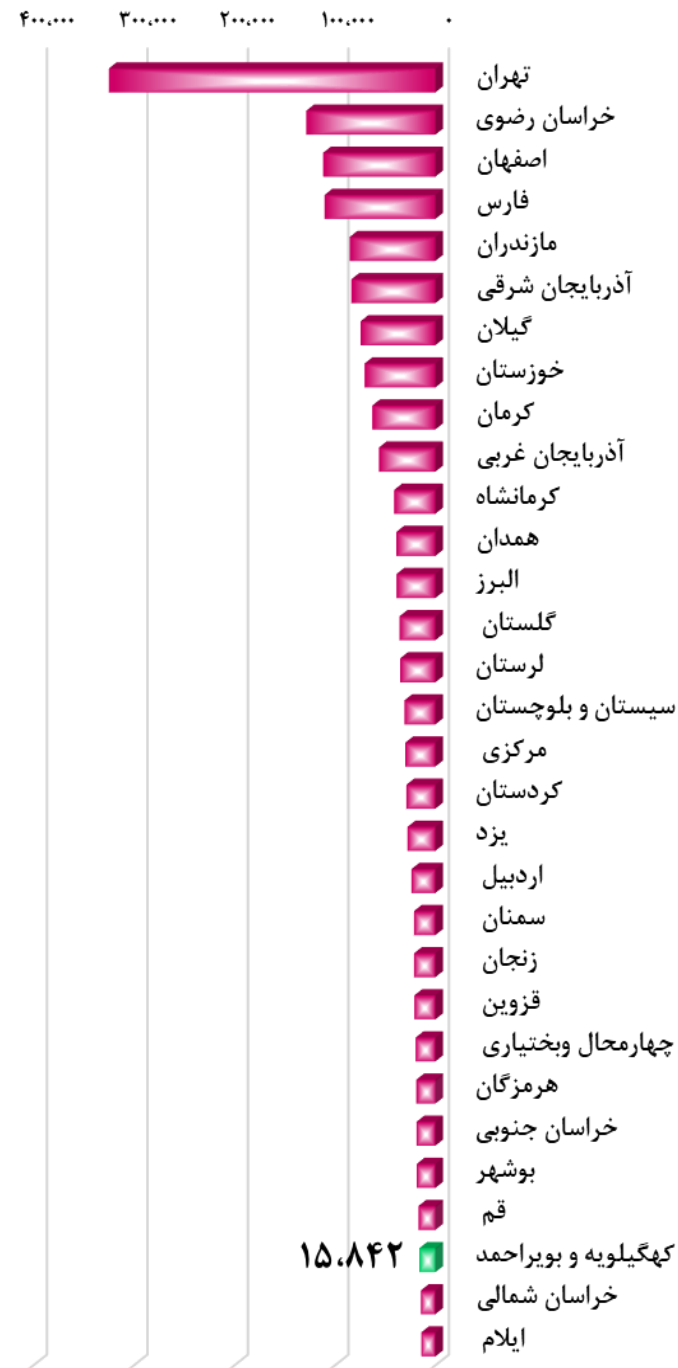 ۴۰۰،۰۰۰ ۳۰۰،۰۰۰ ۲۰۰،۰۰۰ ۱۰۰،۰۰۰ ۰
تهران
خراسان رضوی
اصفهان
فارس
مازندران
آذربایجان شرقی
گیلان
خوزستان
کرمان
آذربایجان غربی
کرمانشاه
همدان
البرز
گلستان
لرستان
سیستان و بلوچستان
مرکزی
کردستان
یزد
اردبیل
سمنان
زنجان
قزوین
چهارمحال وبختیاری
هرمزگان
خراسان جنوبی
بوشهر
قم
کهگیلویه و بویراحمد ۱۵،۸۴۲
خراسان شمالی
ایلام